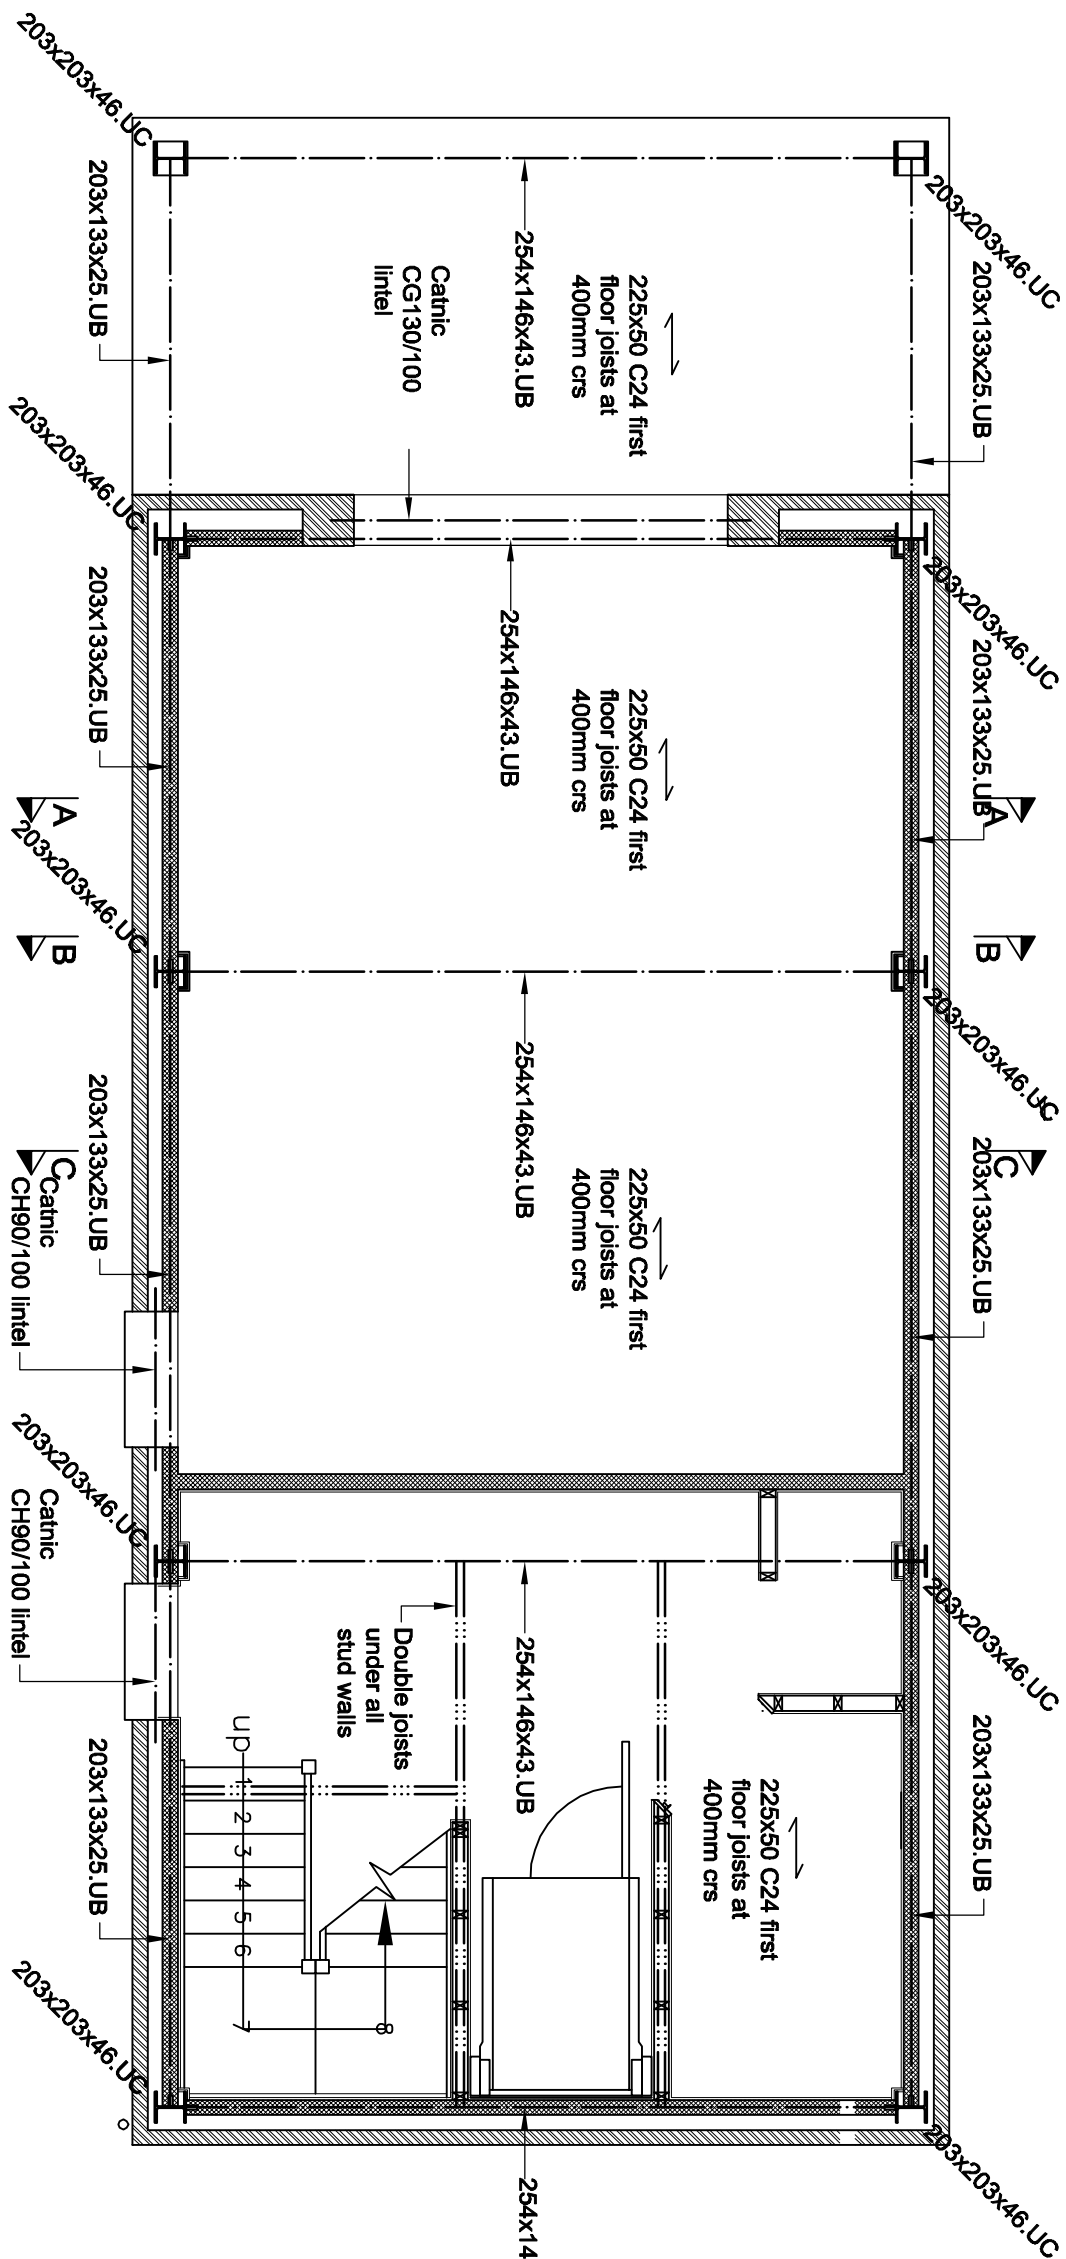 203x203x46.UC
203x133x25.UB
254x146x43.UB
225x50 C24 first
floor joists at
400mm crs
203x133x25.UB
203x203x46.UC
Catnic
CG130/100
lintel
203x203x46.UC
203x133x25.UB
254x146x43.UB
225x50 C24 first
floor joists at
400mm crs
203x133x25.UB
203x203x46.UC
A
A
203x203x46.UC
B
B
203x133x25.UB
254x146x43.UB
225x50 C24 first
floor joists at
400mm crs
203x133x25.UB
203x203x46.UC
C
C
Catnic
CH90/100 lintel
203x203x46.UC
Catnic
CH90/100 lintel
Double joists
under all
stud walls
254x146x43.UB
203x203x46.UC
up
1
2
3
4
5
6
7
8
203x133x25.UB
225x50 C24 first
floor joists at
400mm crs
203x133x25.UB
203x203x46.UC
254x14
203x203x46.UC